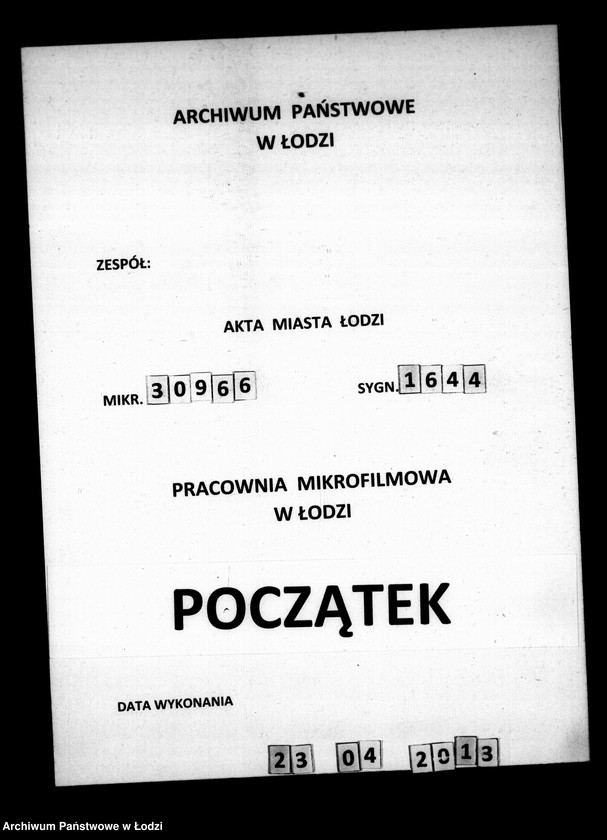 ARCHIWUM PAŃSTWOWE
W ŁODZI
ZESPÓŁ:
AKTA MIASTA ŁODZI
MIKR. 30966 SYGN. 1644
PRACOWNIA MIKROFILMOWA
W ŁODZI
POCZĄTEK
DATA WYKONANIA
23 04 2013
Archiwum Państwowe w Łodzi